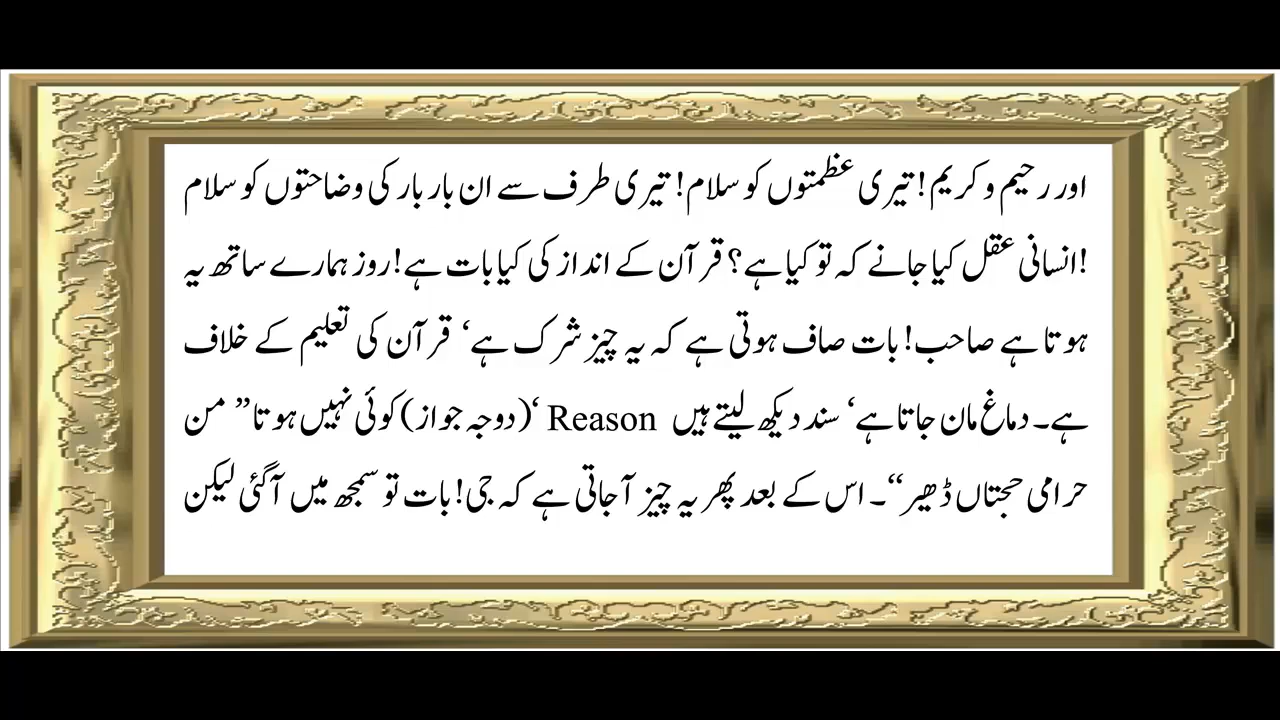 اور رحیم و کریم! تیری عظمتوں کو سلام! تیری طرف سے ان بار بار کی وضاحتوں کو سلام
!انسانی عقل کیا جانے کہ تو کیا ہے؟ قرآن کے انداز کی کیا بات ہے! روز ہمارے ساتھ یہ
ہوتا ہے صاحب! بات صاف ہوتی ہے کہ یہ چیز شرک ہے‘ قرآن کی تعلیم کے خلاف
ہے۔ دماغ مان جاتا ہے‘ سند دیکھ لیتے ہیں Reason ‘(دوجہ جواز) کوئی نہیں ہوتا” من
حرامی حجتاں ڈھیر“۔ اس کے بعد پھر یہ چیز آجاتی ہے کہ جی! بات تو سمجھ میں آگئی لیکن